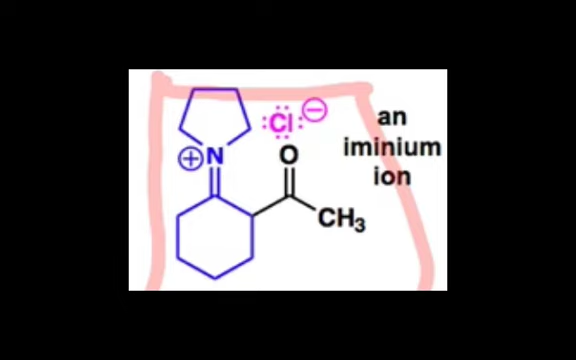 :Cl: ⊖
an
iminium
ion
O
⊕ N
CH₃